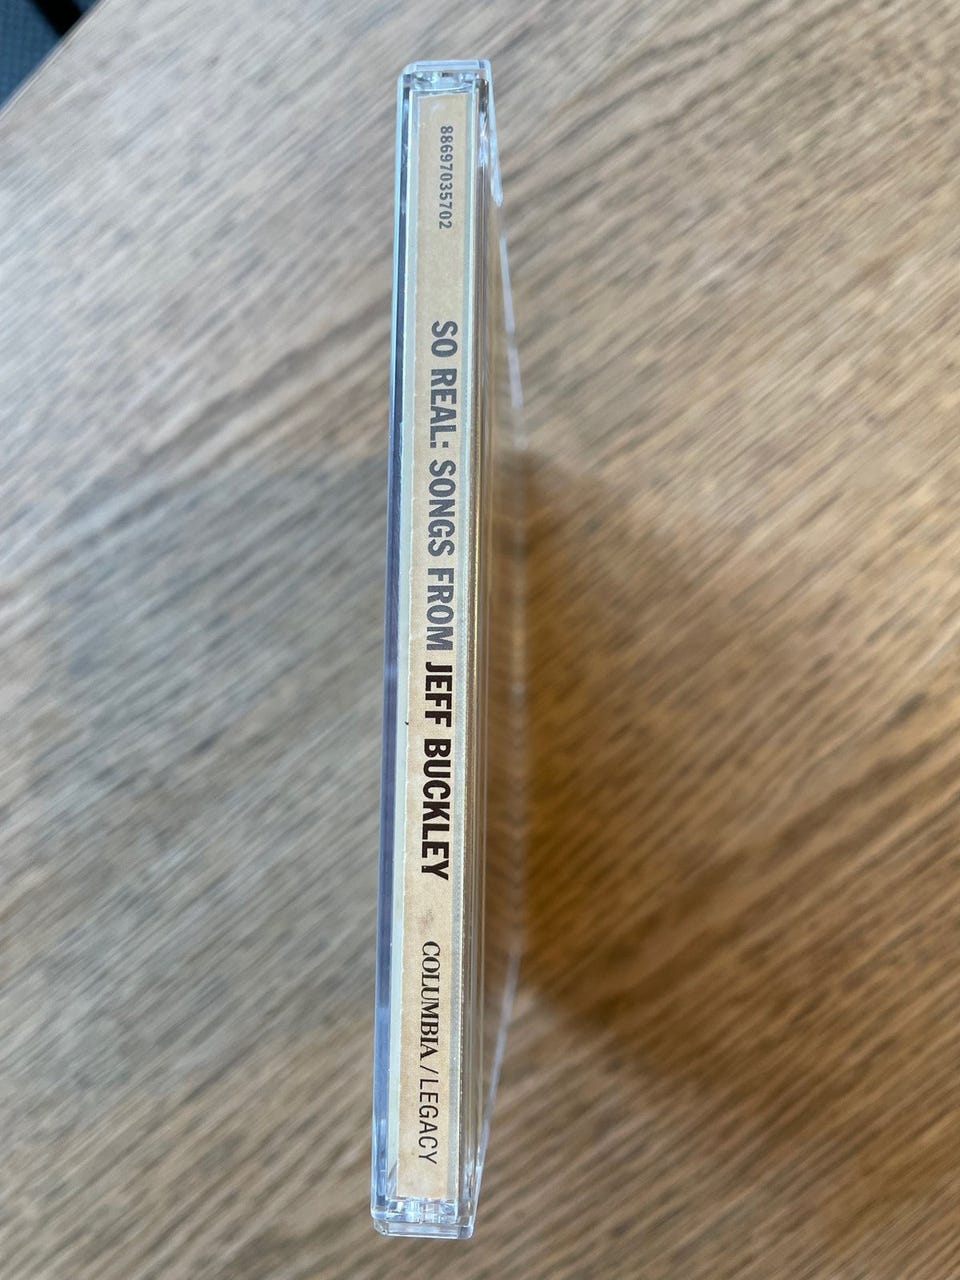 88697035702
SO REAL: SONGS FROM JEFF BUCKLEY
COLUMBIA/LEGACY